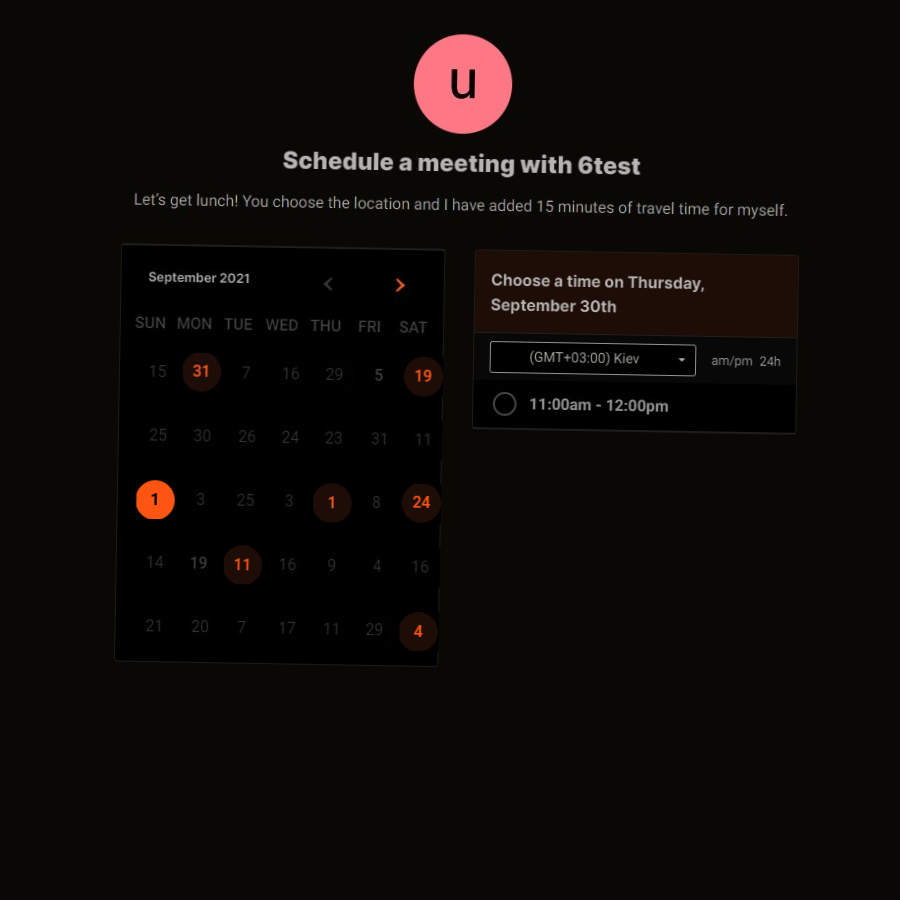 u
Schedule a meeting with 6test
Let's get lunch! You choose the location and I have added 15 minutes of travel time for myself.
September 2021
SUN MON TUE WED THU FRI SAT
15 31 7 16 29 5 19
25 30 26 24 23 31 11
1 3 25 3 1 8 24
14 19 11 16 9 4 16
21 20 7 17 11 29 4
Choose a time on Thursday,
September 30th
(GMT+03:00) Kiev
am/pm 24h
11:00am - 12:00pm